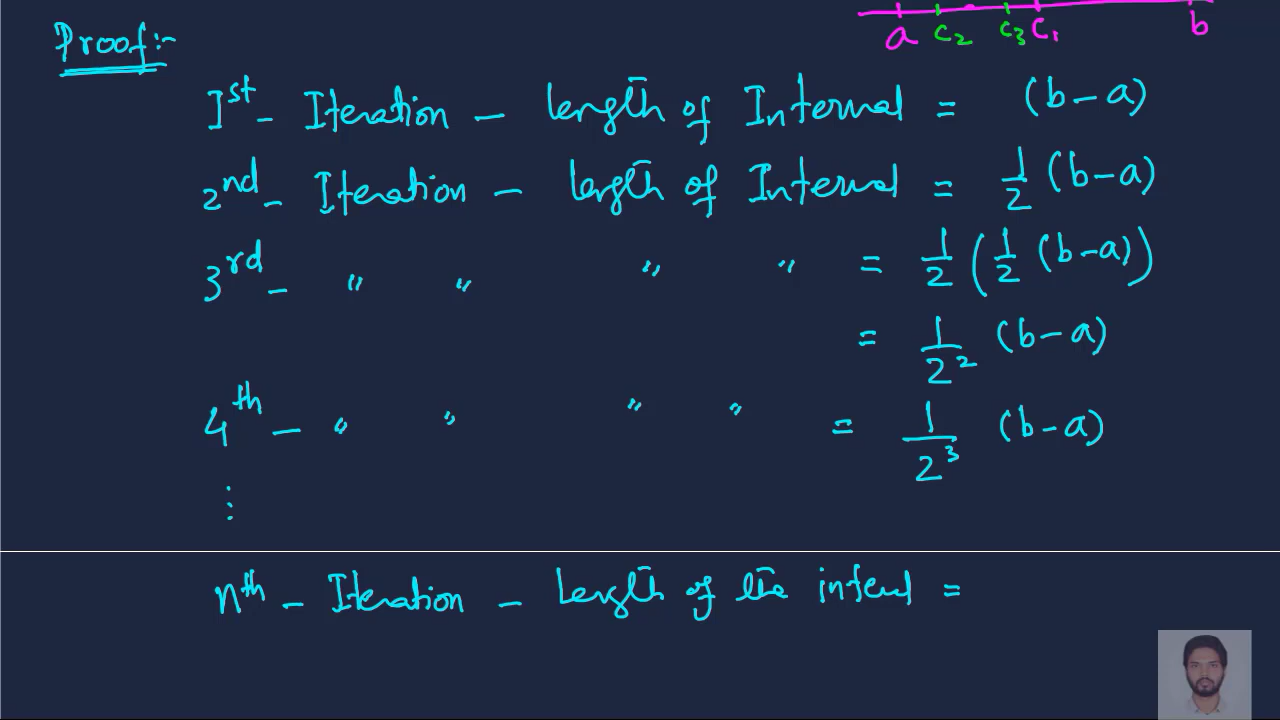 Proof:-
a c₂ c₃ c₁ b
Iˢᵗ - Iteration - length of Interval = (b-a)
2ⁿᵈ - Iteration - length of Interval = 1/2 (b-a)
3ʳᵈ - " " " " = 1/2 (1/2 (b-a))
= 1/2² (b-a)
4ᵗʰ - " " " " = 1/2³ (b-a)
⋮
nᵗʰ - Iteration - Length of the interval =